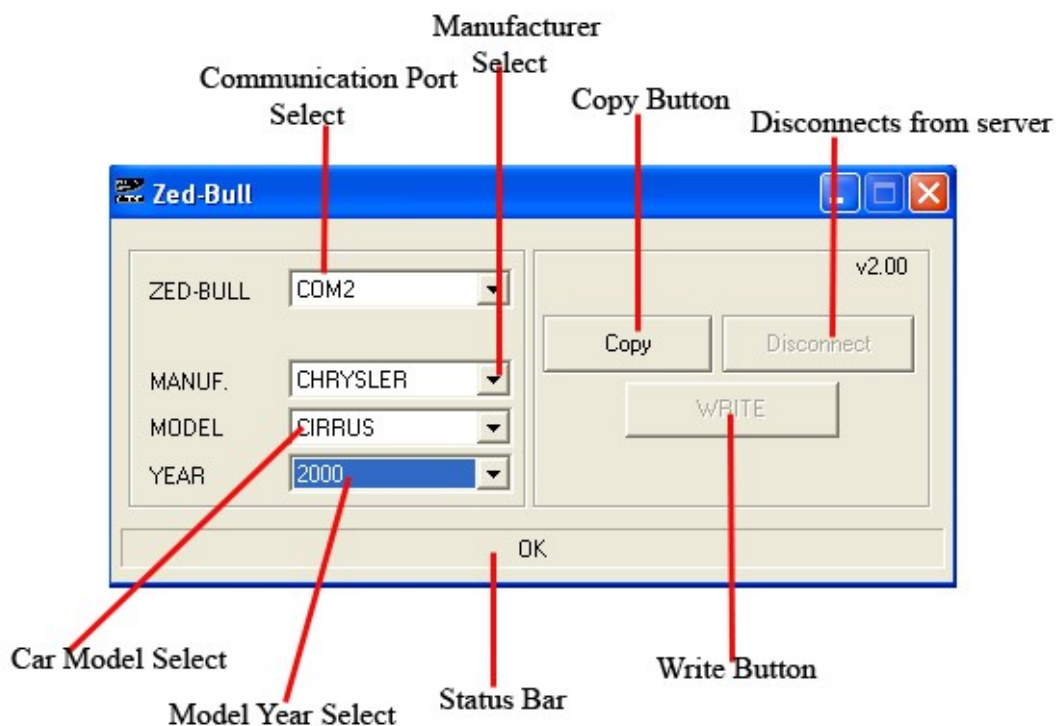 Manufacturer
Select
Communication Port
Select
Copy Button
Disconnects from server
Zed-Bull
v2.00
ZED-BULL COM2
Copy Disconnect
MANUF. CHRYSLER
WRITE
MODEL CIRRUS
YEAR 2000
OK
Car Model Select
Write Button
Status Bar
Model Year Select